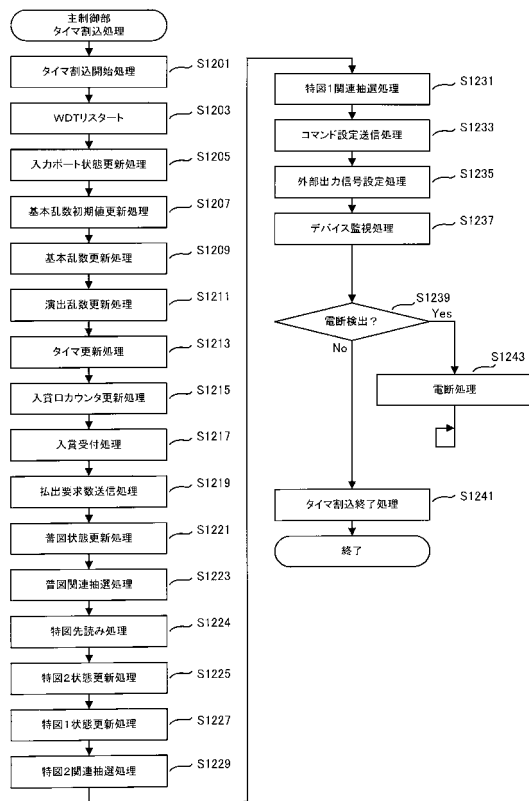 主制御部
タイマ割込処理
タイマ割込開始処理
S1201
WDTリスタート
S1203
入力ポート状態更新処理
S1205
基本乱数初期値更新処理
S1207
基本乱数更新処理
S1209
演出乱数更新処理
S1211
タイマ更新処理
S1213
入賞口カウンタ更新処理
S1215
入賞受付処理
S1217
払出要求数送信処理
S1219
普図状態更新処理
S1221
普図関連抽選処理
S1223
特図先読み処理
S1224
特図2状態更新処理
S1225
特図1状態更新処理
S1227
特図2関連抽選処理
S1229
特図1関連抽選処理
S1231
コマンド設定送信処理
S1233
外部出力信号設定処理
S1235
デバイス監視処理
S1237
電断検出?
S1239
Yes
No
電断処理
S1243
タイマ割込終了処理
S1241
終了